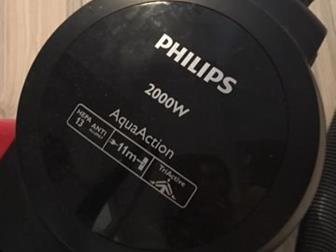 PHILIPS
2000W
AquaAction
HEPA ANTI
13
11m
TriActive